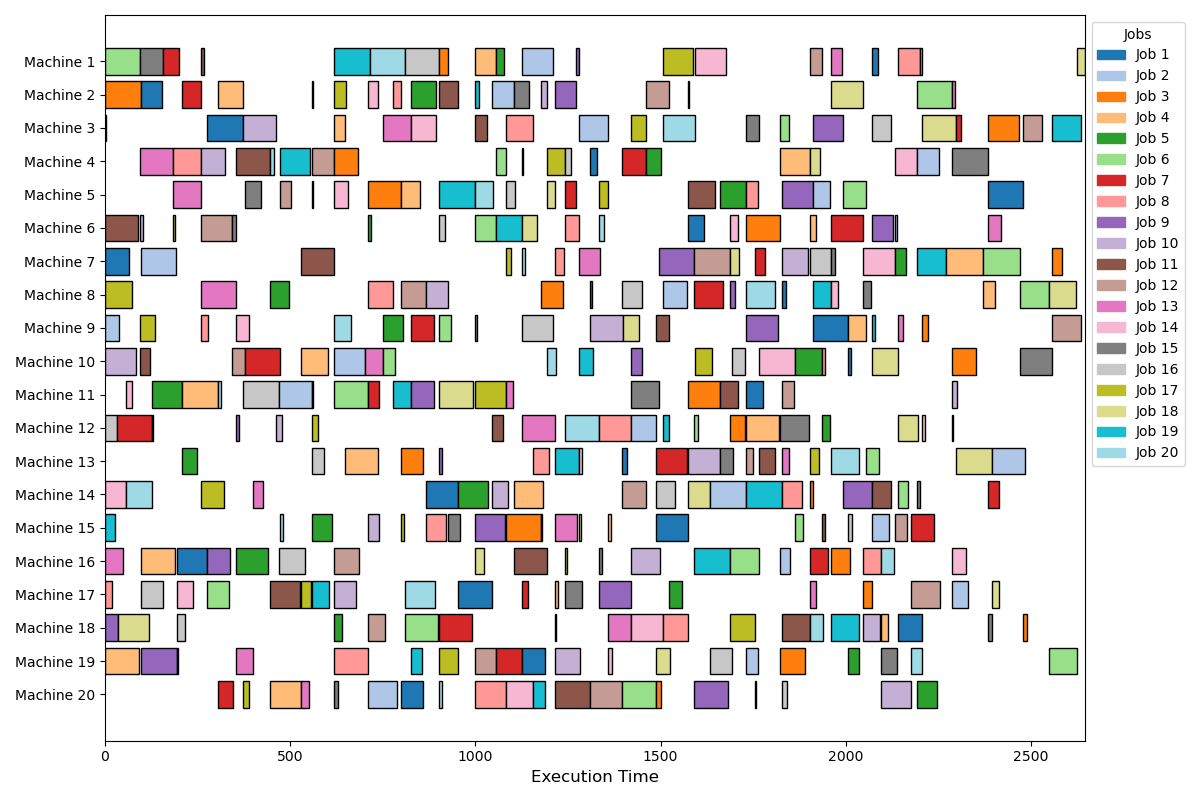 Machine 1
Machine 2
Machine 3
Machine 4
Machine 5
Machine 6
Machine 7
Machine 8
Machine 9
Machine 10
Machine 11
Machine 12
Machine 13
Machine 14
Machine 15
Machine 16
Machine 17
Machine 18
Machine 19
Machine 20
0 500 1000 1500 2000 2500
Execution Time
Jobs
Job 1
Job 2
Job 3
Job 4
Job 5
Job 6
Job 7
Job 8
Job 9
Job 10
Job 11
Job 12
Job 13
Job 14
Job 15
Job 16
Job 17
Job 18
Job 19
Job 20